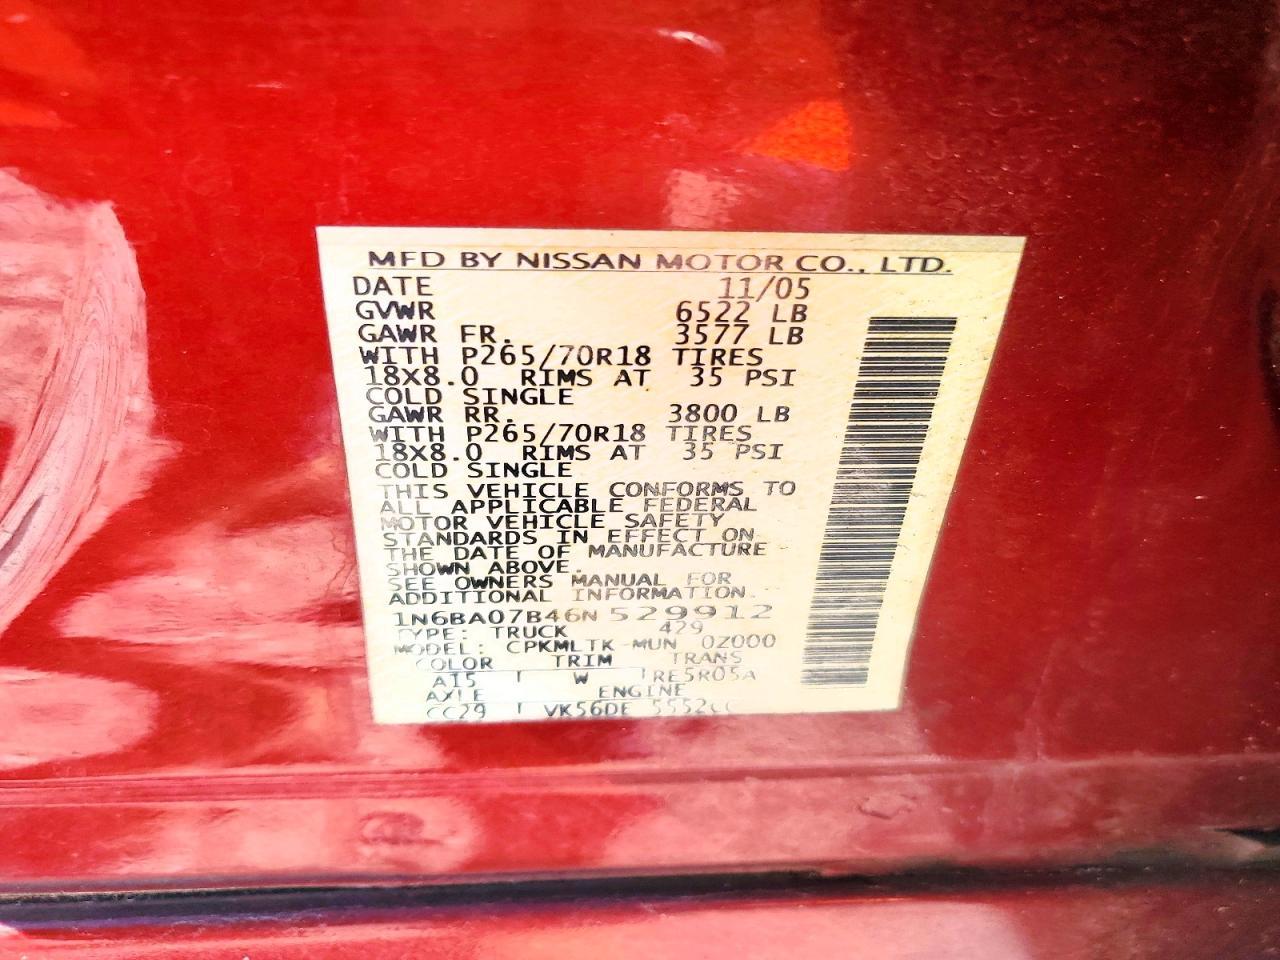 MFD BY NISSAN MOTOR CO., LTD.
DATE 11/05
GVWR 6522 LB
GAWR FR. 3577 LB
WITH P265/70R18 TIRES
18X8.0 RIMS AT 35 PSI
COLD SINGLE
GAWR RR. 3800 LB
WITH P265/70R18 TIRES
18X8.0 RIMS AT 35 PSI
COLD SINGLE
THIS VEHICLE CONFORMS TO
ALL APPLICABLE FEDERAL
MOTOR VEHICLE SAFETY
STANDARDS IN EFFECT ON
THE DATE OF MANUFACTURE
SHOWN ABOVE.
SEE OWNERS MANUAL FOR
ADDITIONAL INFORMATION.
1N6BA07B46N529912
TYPE: TRUCK 429
MODEL: CPKMLTK-MUN 0Z000
COLOR TRIM TRANS
A15 W RE5R05A
AXLE ENGINE
CC29 VK56DE 5552CC